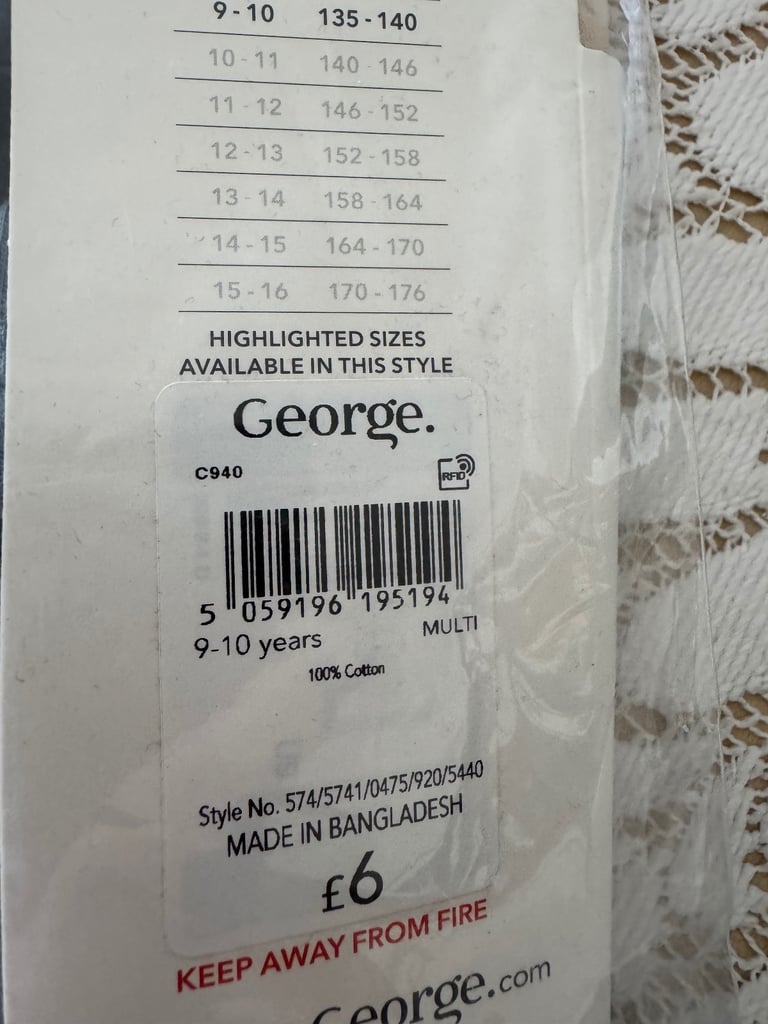 9 - 10 135 - 140
10 - 11 140 - 146
11 - 12 146 - 152
12 - 13 152 - 158
13 - 14 158 - 164
14 - 15 164 - 170
15 - 16 170 - 176
HIGHLIGHTED SIZES
AVAILABLE IN THIS STYLE
George.
C940
RFID
5 059196 195194
9-10 years MULTI
100% Cotton
Style No. 574/5741/0475/920/5440
MADE IN BANGLADESH
£6
KEEP AWAY FROM FIRE
George.com